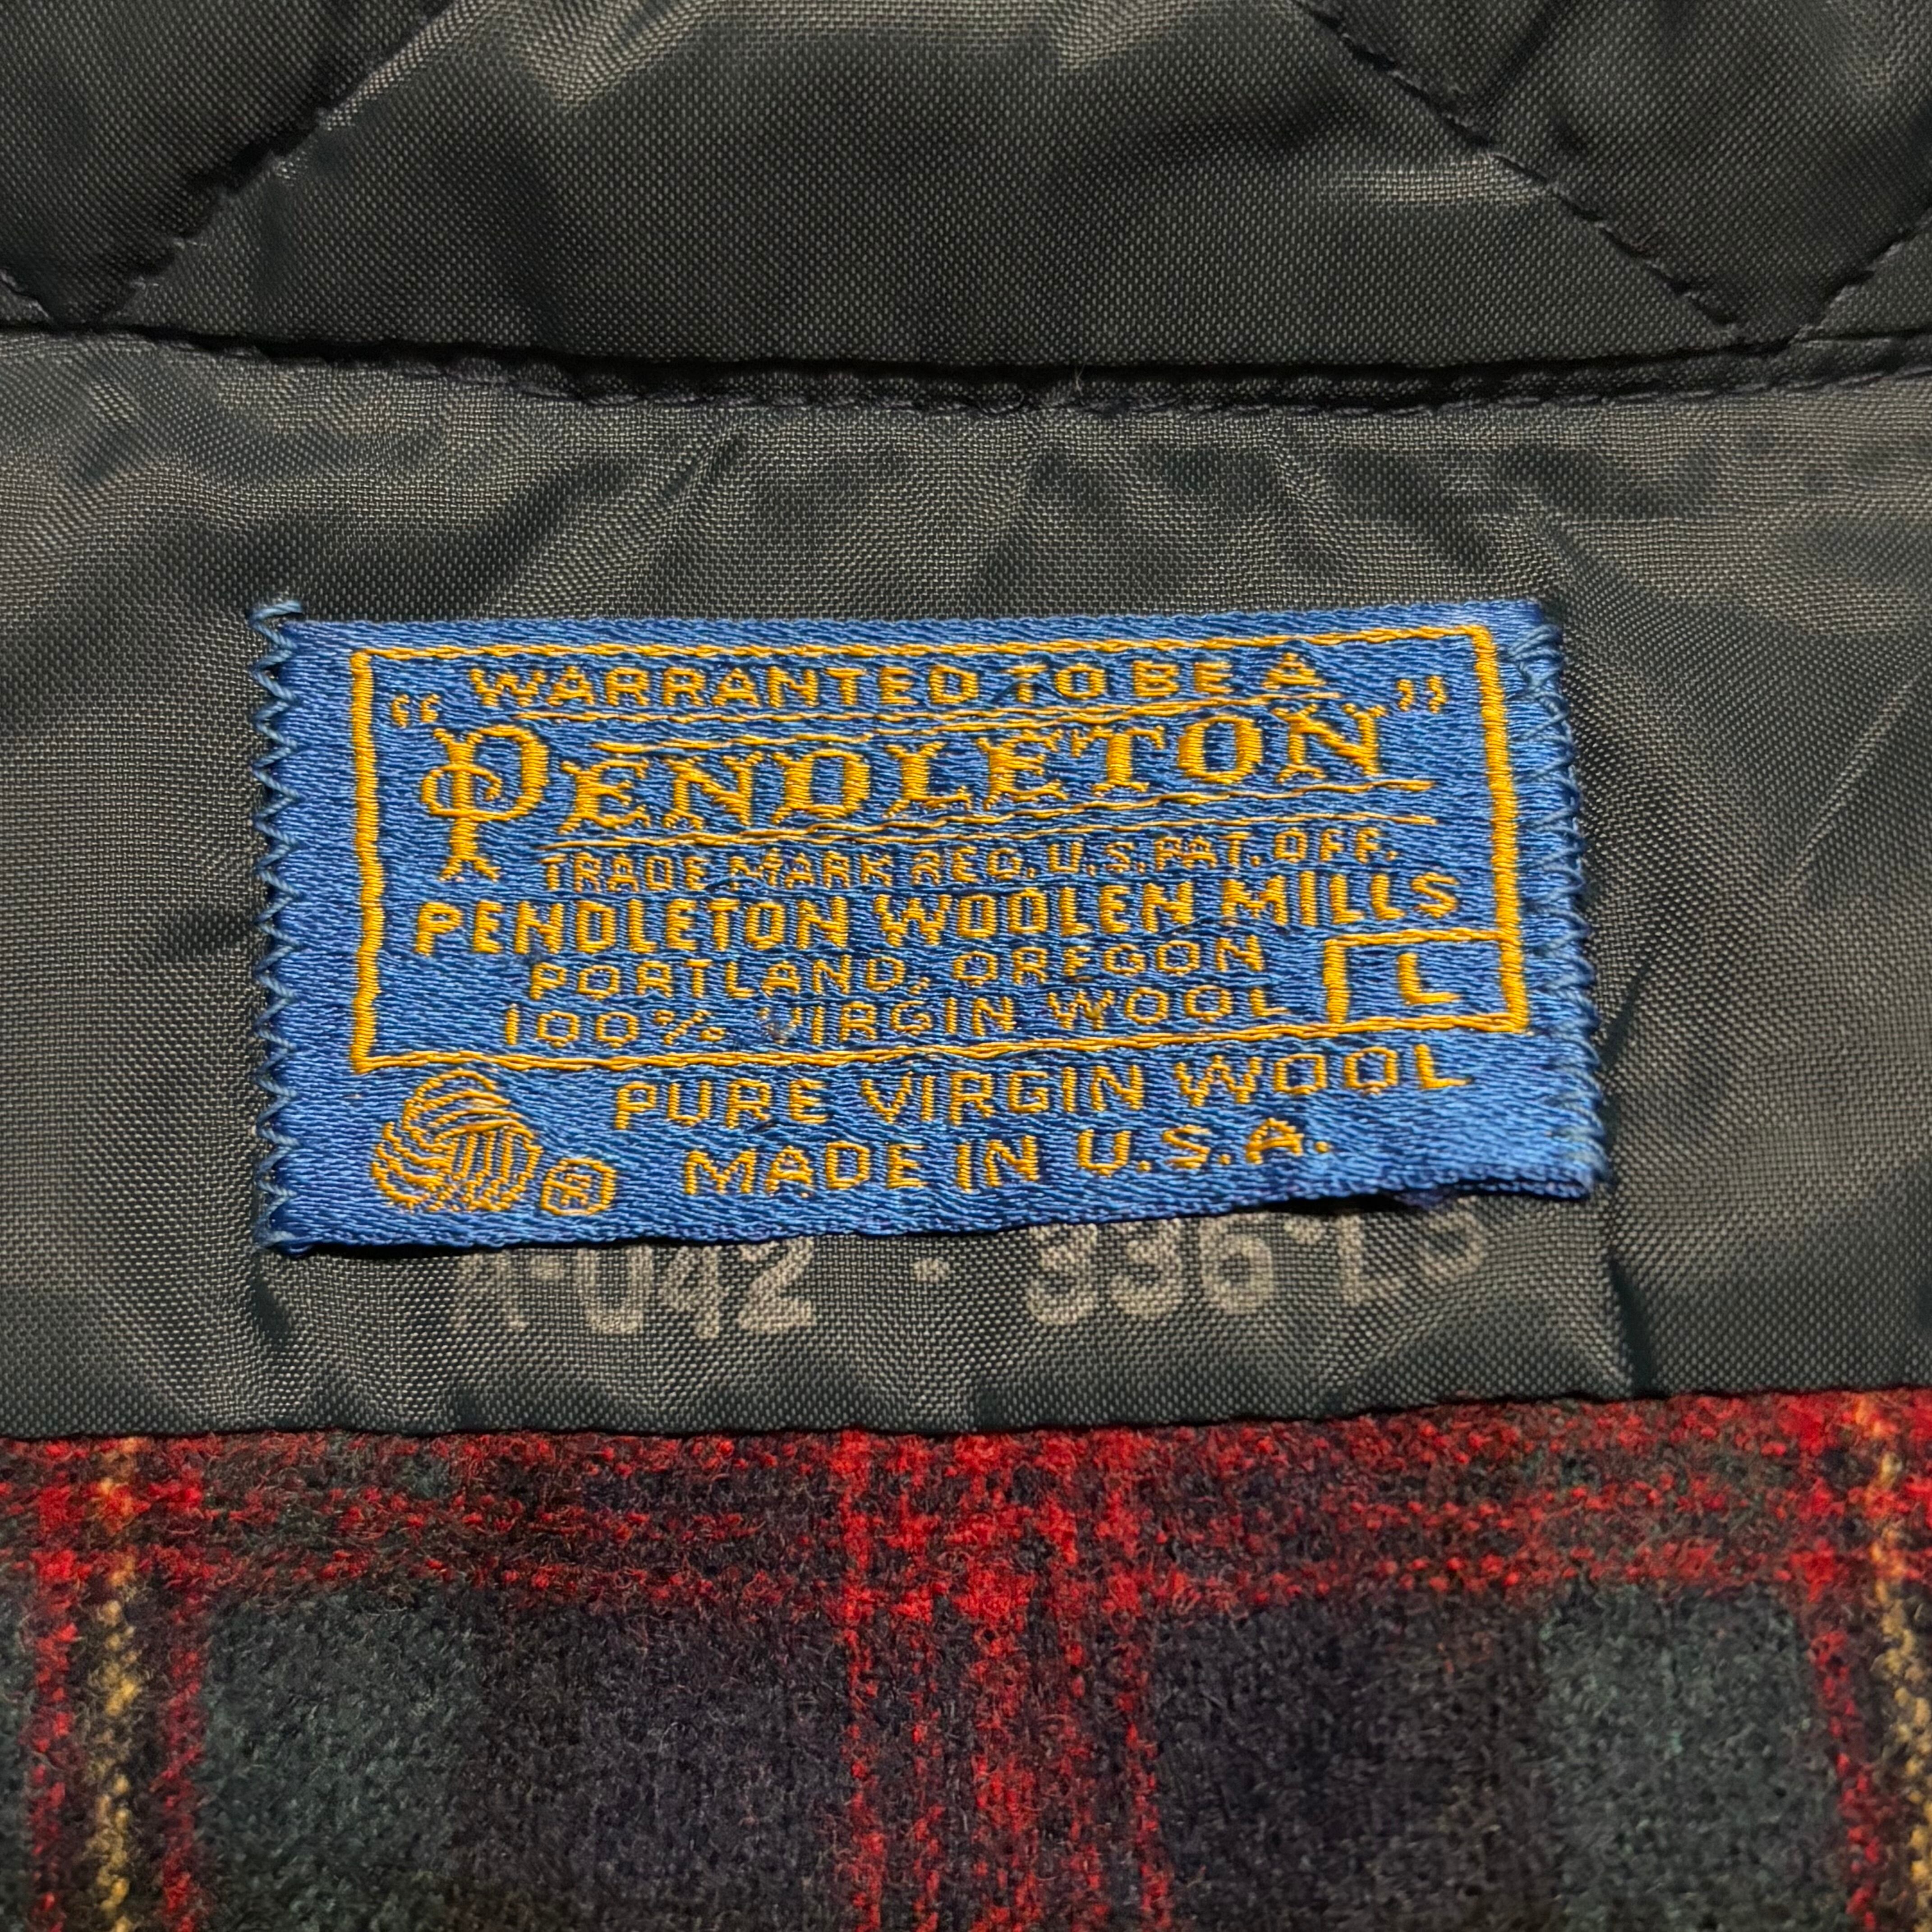 WARRANTED TO BE A
"PENDLETON"
TRADE MARK REG. U.S. PAT. OFF.
PENDLETON WOOLEN MILLS
PORTLAND, OREGON
100% VIRGIN WOOL L
PURE VIRGIN WOOL
® MADE IN U.S.A.
042 ·